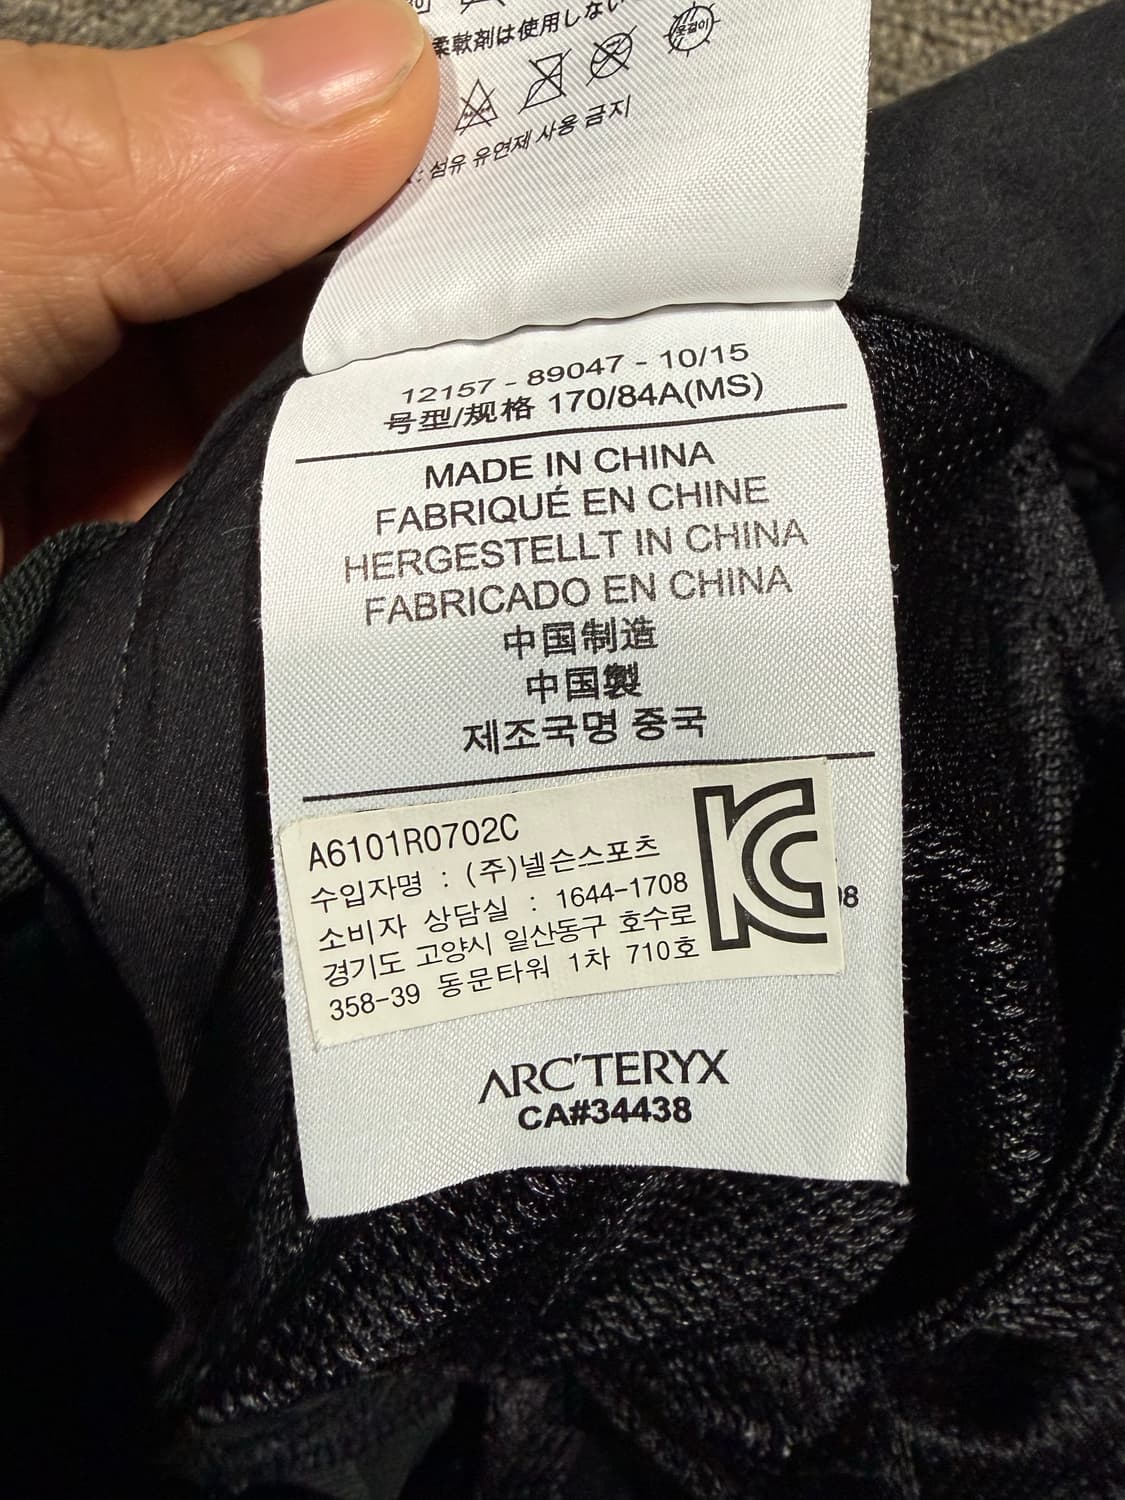 柔軟剤は使用しない
옷걸이
: 섬유 유연제 사용 금지
12157 - 89047 - 10/15
号型/规格 170/84A(MS)
MADE IN CHINA
FABRIQUÉ EN CHINE
HERGESTELLT IN CHINA
FABRICADO EN CHINA
中国制造
中国製
제조국명 중국
A6101R0702C
수입자명 : (주)넬슨스포츠
소비자 상담실 : 1644-1708
경기도 고양시 일산동구 호수로
358-39 동문타워 1차 710호
08
ARC'TERYX
CA#34438